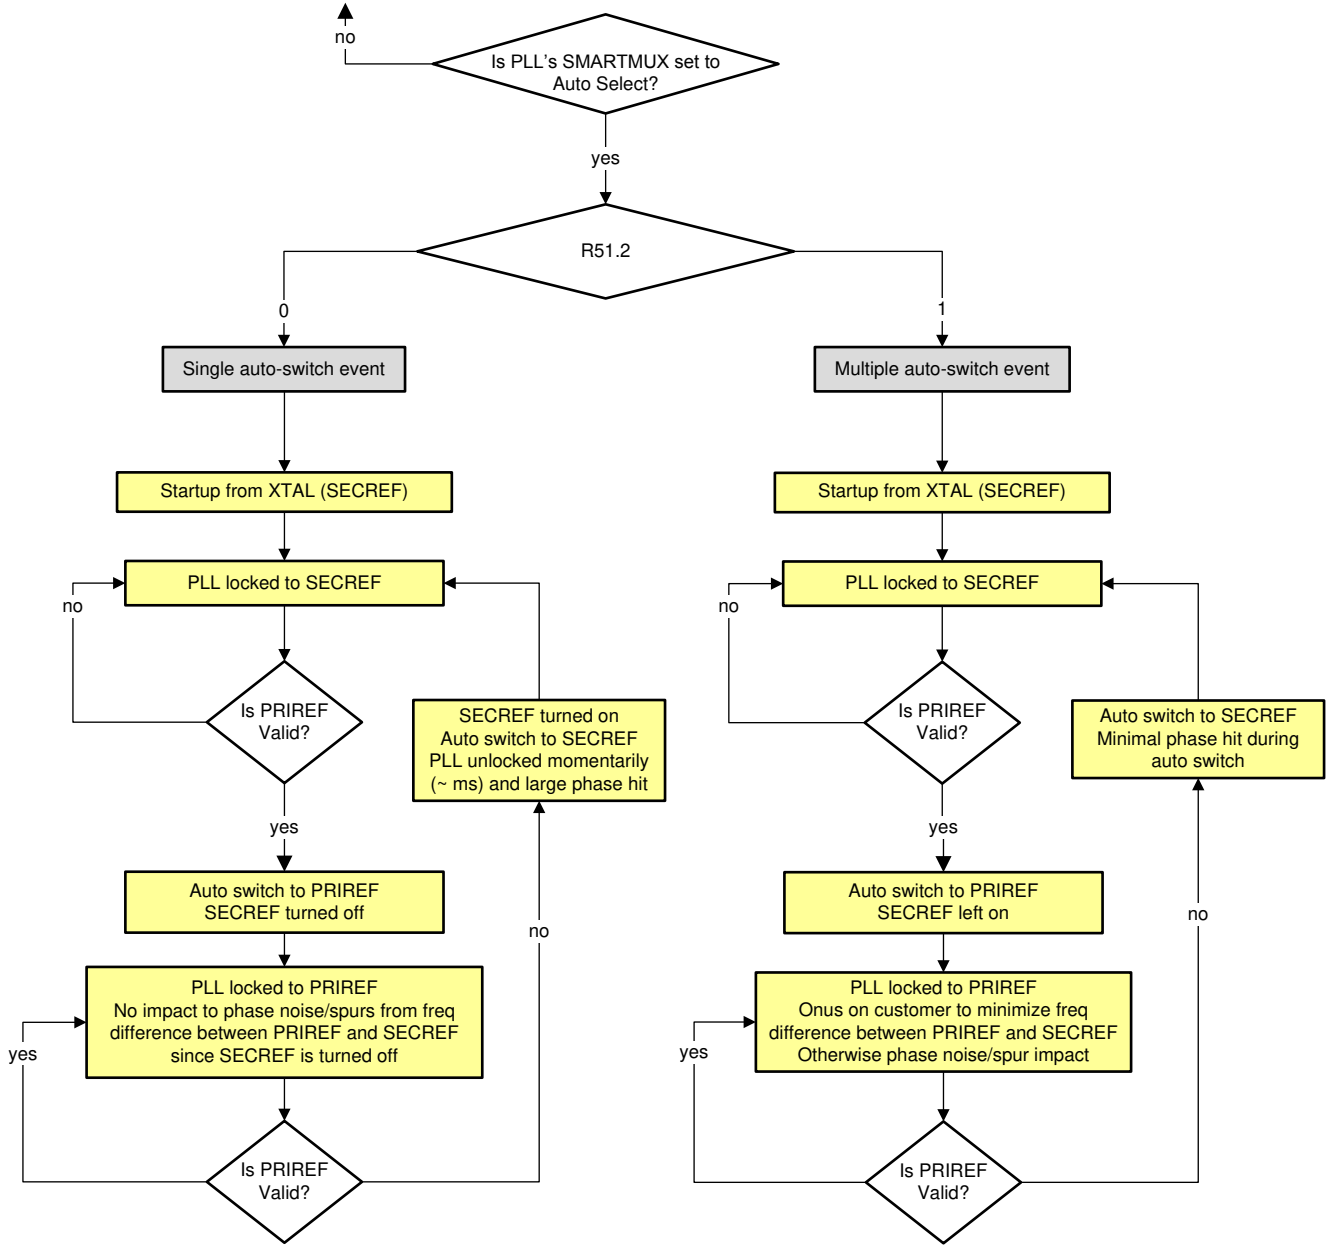 no
Is PLL's SMARTMUX set to
Auto Select?
yes
R51.2
0
1
Single auto-switch event
Multiple auto-switch event
Startup from XTAL (SECREF)
Startup from XTAL (SECREF)
PLL locked to SECREF
PLL locked to SECREF
no
no
Is PRIREF
Valid?
SECREF turned on
Auto switch to SECREF
PLL unlocked momentarily
(~ ms) and large phase hit
Is PRIREF
Valid?
Auto switch to SECREF
Minimal phase hit during
auto switch
yes
yes
Auto switch to PRIREF
SECREF turned off
no
Auto switch to PRIREF
SECREF left on
no
PLL locked to PRIREF
No impact to phase noise/spurs from freq
difference between PRIREF and SECREF
since SECREF is turned off
PLL locked to PRIREF
Onus on customer to minimize freq
difference between PRIREF and SECREF
Otherwise phase noise/spur impact
yes
yes
Is PRIREF
Valid?
Is PRIREF
Valid?